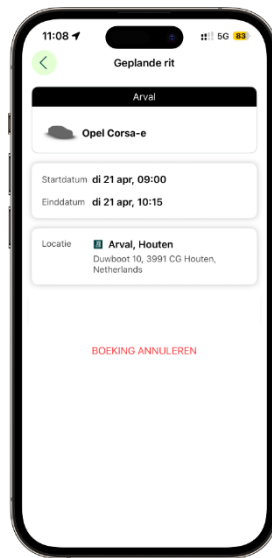 11:08 5G 83
Geplande rit
Arval
Opel Corsa-e
Startdatum di 21 apr, 09:00
Einddatum di 21 apr, 10:15
Locatie Arval, Houten
Duwboot 10, 3991 CG Houten,
Netherlands
BOEKING ANNULEREN